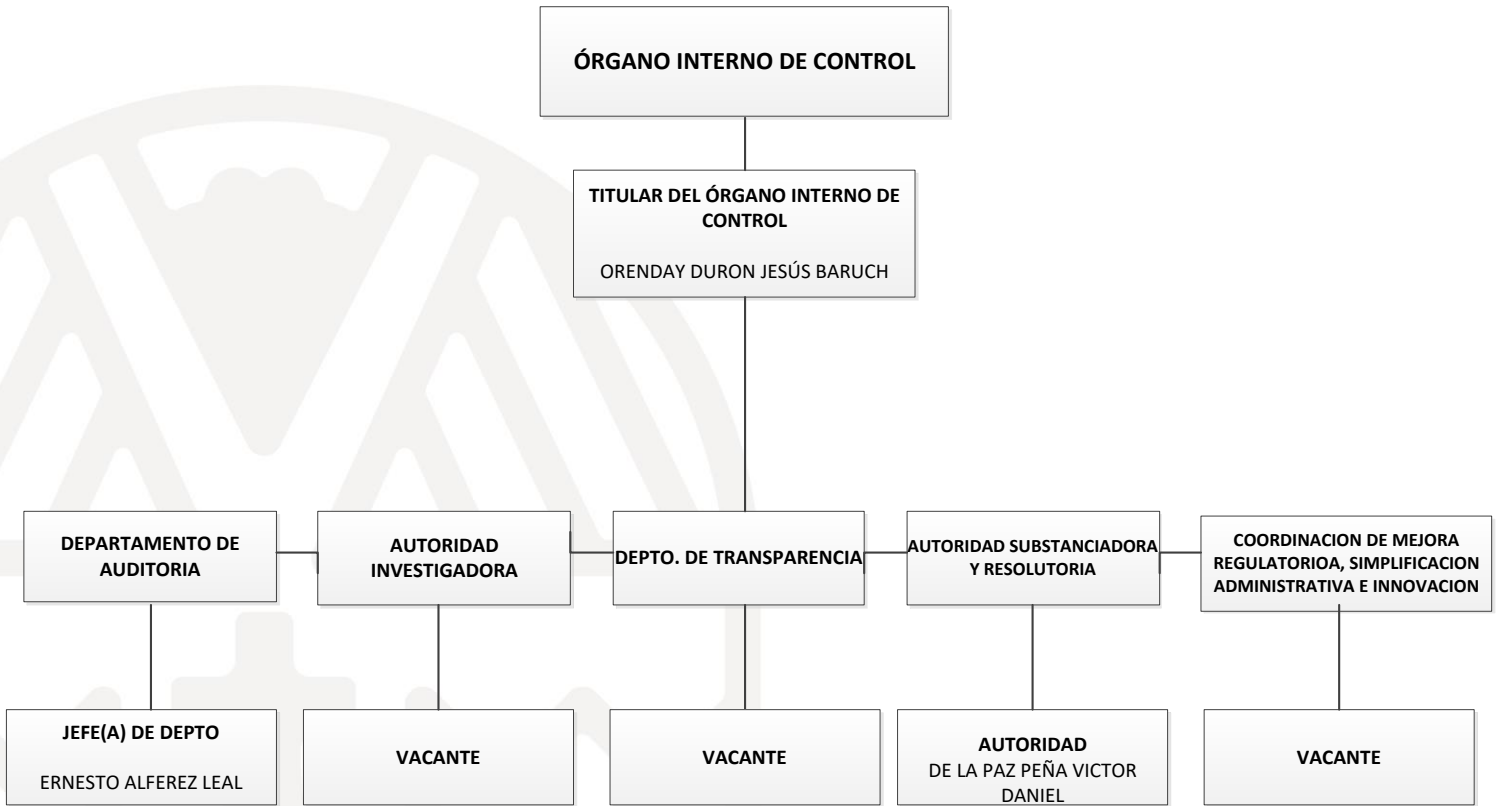 ÓRGANO INTERNO DE CONTROL
TITULAR DEL ÓRGANO INTERNO DE
CONTROL
ORENDAY DURON JESÚS BARUCH
DEPARTAMENTO DE
AUDITORIA
AUTORIDAD
INVESTIGADORA
DEPTO. DE TRANSPARENCIA
AUTORIDAD SUBSTANCIADORA
Y RESOLUTORIA
COORDINACION DE MEJORA
REGULATORIOA, SIMPLIFICACION
ADMINISTRATIVA E INNOVACION
JEFE(A) DE DEPTO
ERNESTO ALFEREZ LEAL
VACANTE
VACANTE
AUTORIDAD
DE LA PAZ PEÑA VICTOR
DANIEL
VACANTE